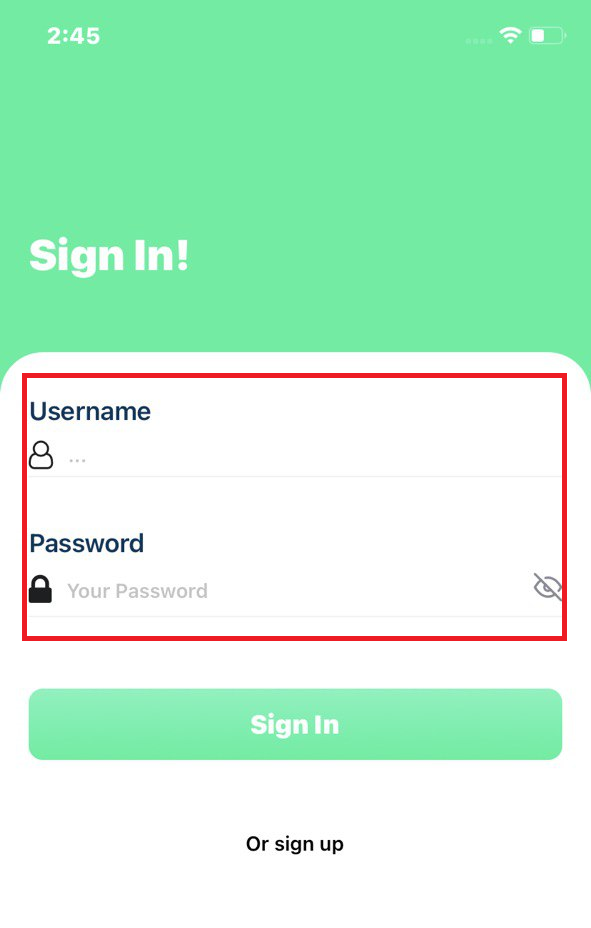 2:45
Sign In!
Username
...
Password
Your Password
Sign In
Or sign up